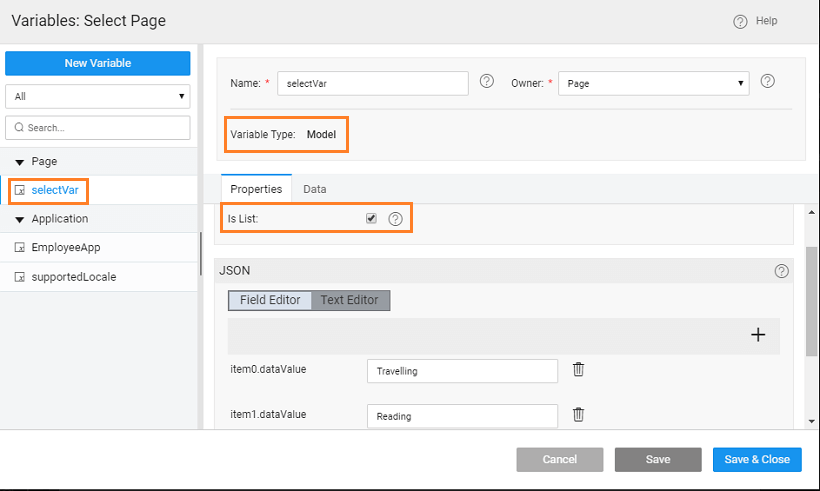 Variables: Select Page
Help
New Variable
All
Search...
Page
selectVar
Application
EmployeeApp
supportedLocale
Name: * selectVar Owner: * Page
Variable Type: Model
Properties Data
Is List:
JSON
Field Editor Text Editor
+
item0.dataValue Travelling
item1.dataValue Reading
Cancel Save Save & Close